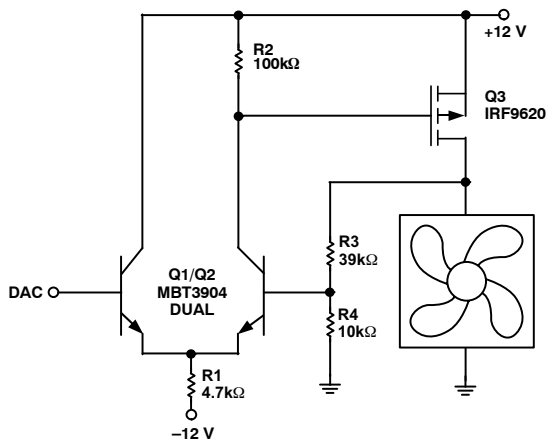 +12 V
R2
100kΩ
Q3
IRF9620
R3
39kΩ
Q1/Q2
MBT3904
DUAL
DAC
R4
10kΩ
R1
4.7kΩ
–12 V